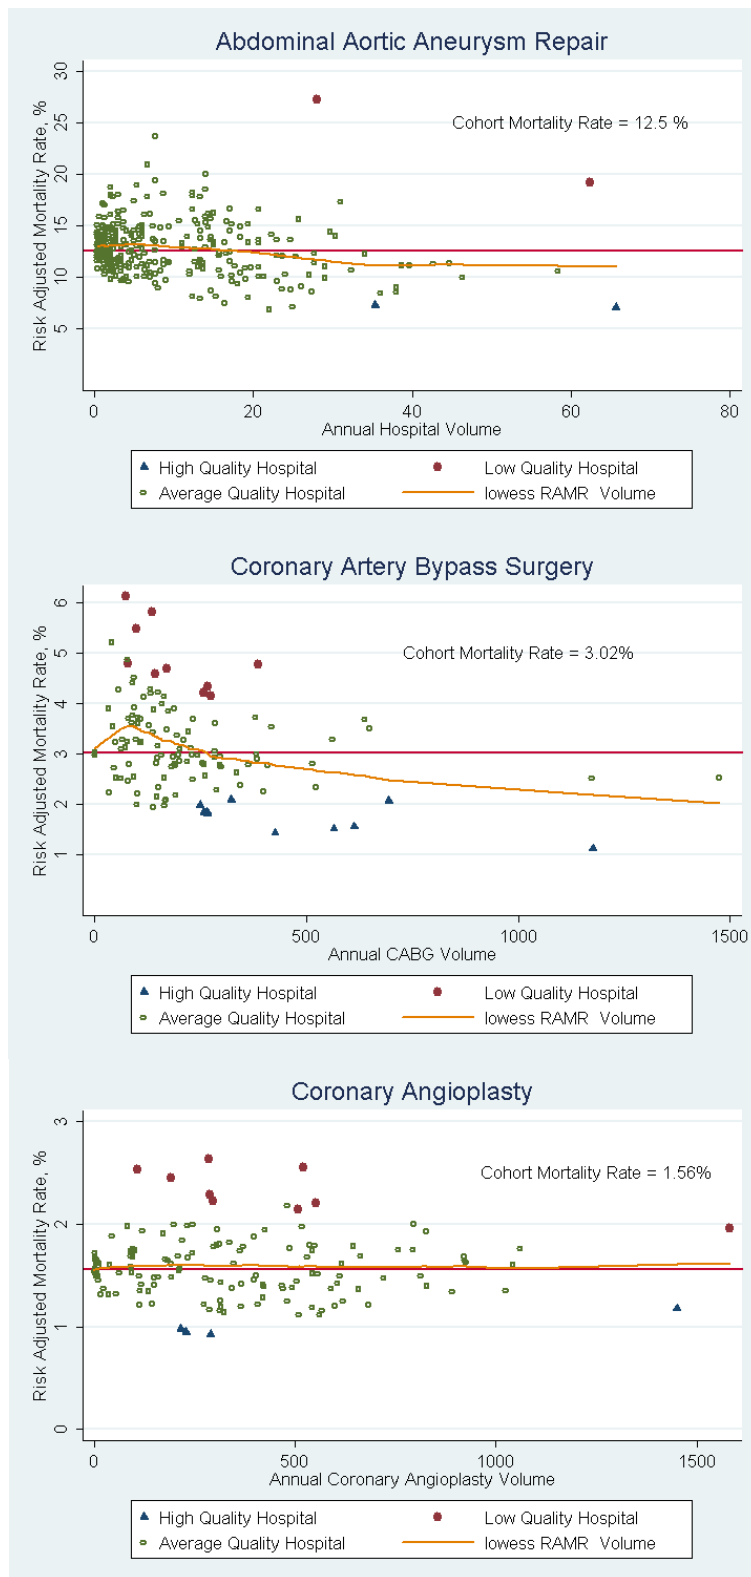 Abdominal Aortic Aneurysm Repair
Risk Adjusted Mortality Rate, %
30
25
20
15
10
5
Cohort Mortality Rate = 12.5 %
0 20 40 60 80
Annual Hospital Volume
High Quality Hospital Low Quality Hospital
Average Quality Hospital lowess RAMR Volume
Coronary Artery Bypass Surgery
Risk Adjusted Mortality Rate, %
6
5
4
3
2
1
Cohort Mortality Rate = 3.02%
0 500 1000 1500
Annual CABG Volume
High Quality Hospital Low Quality Hospital
Average Quality Hospital lowess RAMR Volume
Coronary Angioplasty
Risk Adjusted Mortality Rate, %
3
2
1
0
Cohort Mortality Rate = 1.56%
0 500 1000 1500
Annual Coronary Angioplasty Volume
High Quality Hospital Low Quality Hospital
Average Quality Hospital lowess RAMR Volume